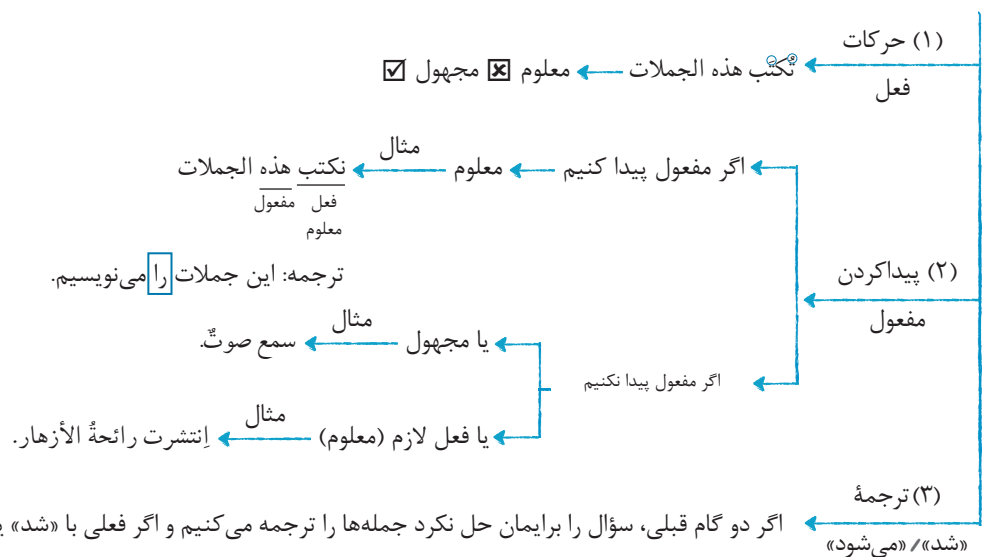 (۱) حرکات
فعل
تُکتَب هذه الجملات
معلوم ☒ مجهول ☑
(۲) پیداکردن
مفعول
اگر مفعول پیدا کنیم
معلوم
مثال
نکتب هذه الجملات
فعل مفعول
معلوم
ترجمه: این جملات را می‌نویسیم.
اگر مفعول پیدا نکنیم
یا مجهول
مثال
سمع صوتٌ.
یا فعل لازم (معلوم)
مثال
اِنتشرت رائحةُ الأزهار.
(۳) ترجمهٔ
«شد»/ «می‌شود»
اگر دو گام قبلی، سؤال را برایمان حل نکرد جمله‌ها را ترجمه می‌کنیم و اگر فعلی با «شد»